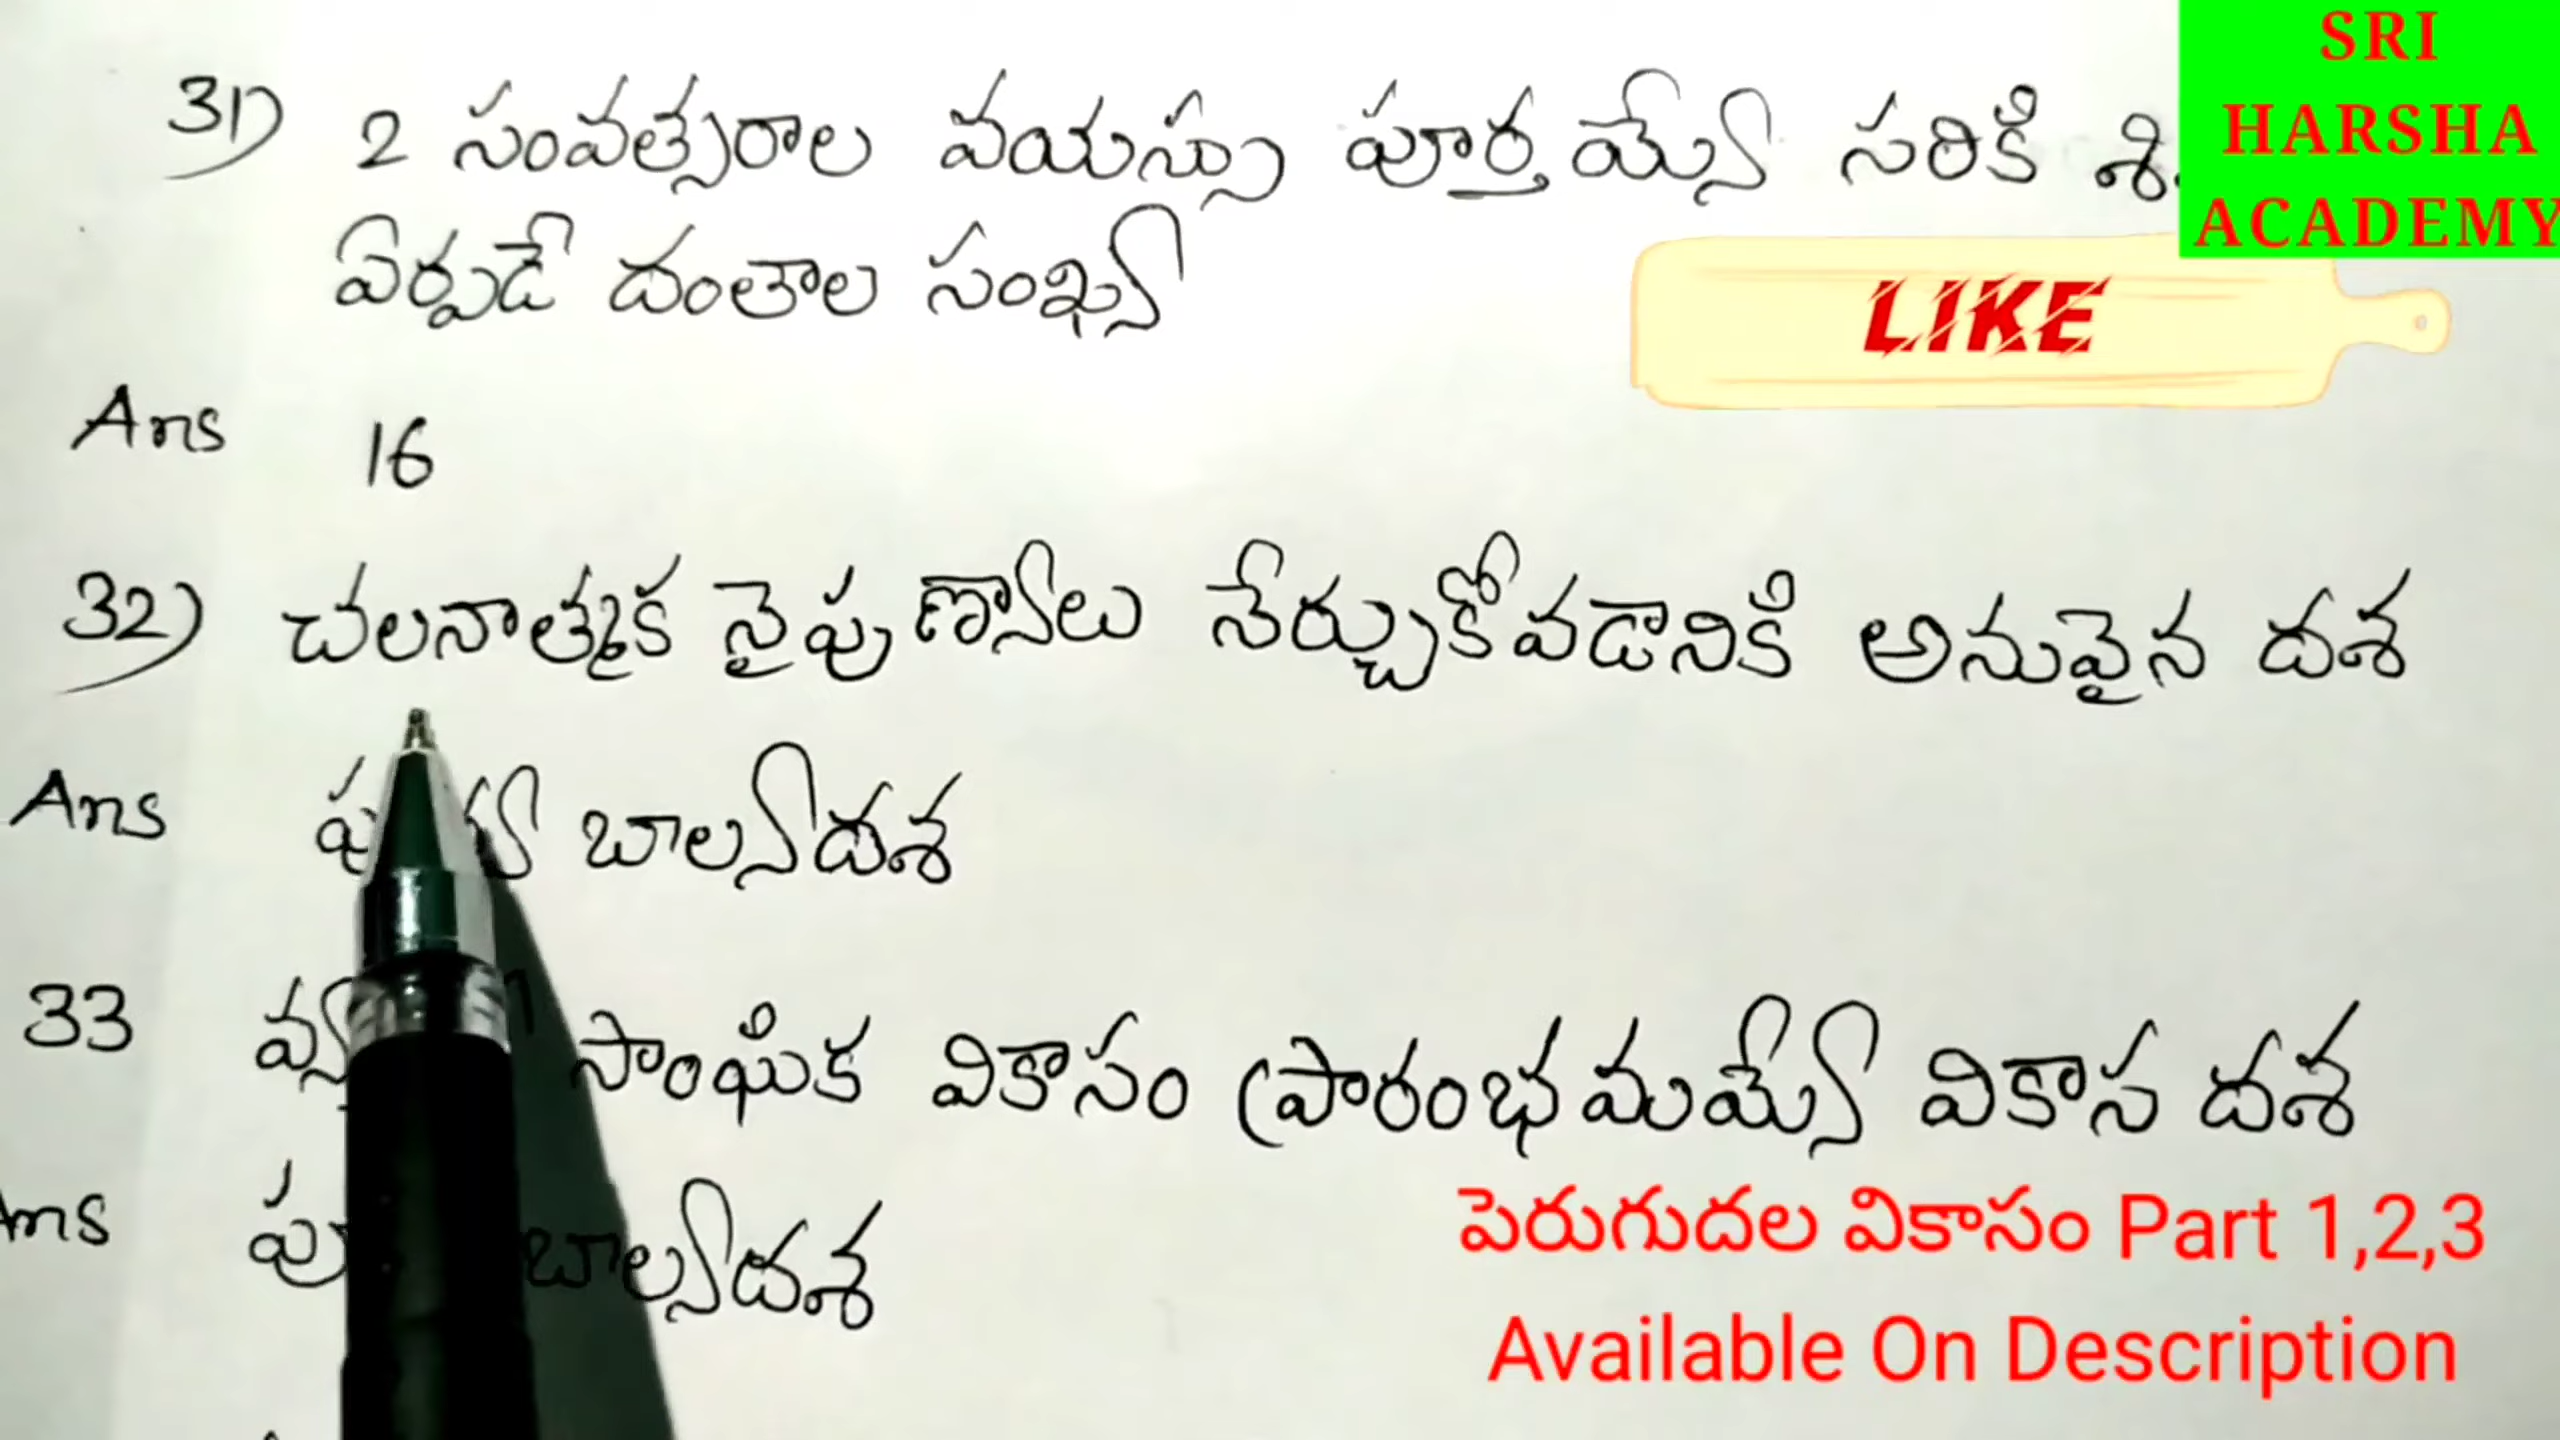 SRI
HARSHA
ACADEMY
31) 2 సంవత్సరాల వయస్సు పూర్తయ్యే సరికి
ఏర్పడే దంతాల సంఖ్య
LIKE
Ans 16
32) చలనాత్మక నైపుణ్యాలు నేర్చుకోవడానికి అనువైన దశ
Ans బాల్యదశ
33 సాంఘిక వికాసం ప్రారంభమయ్యే వికాస దశ
Ans బాల్యదశ
పెరుగుదల వికాసం Part 1,2,3
Available On Description